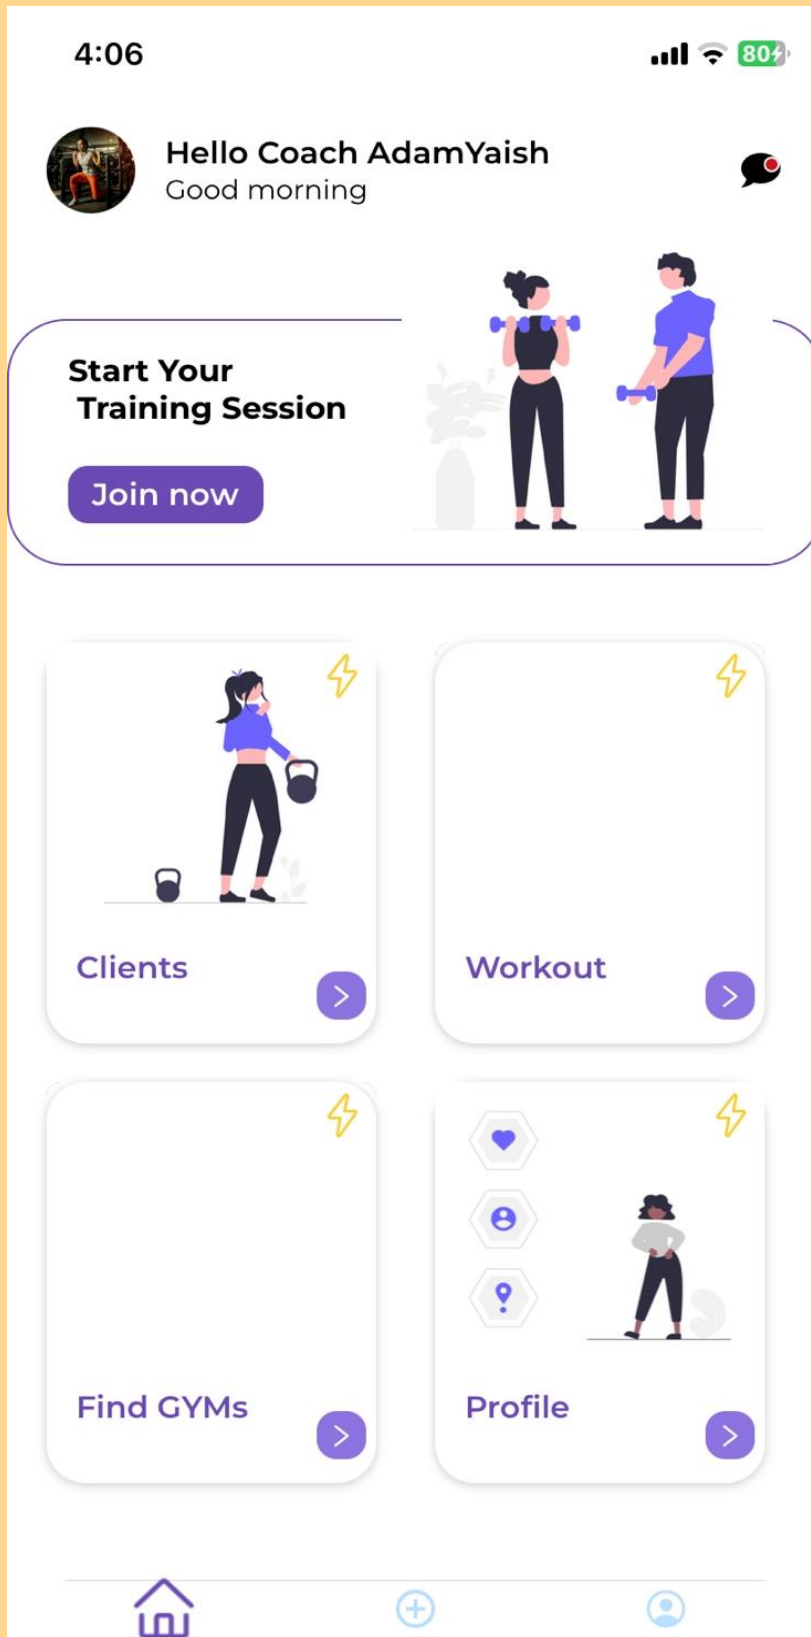 4:06
80
Hello Coach AdamYaish
Good morning
Start Your
Training Session
Join now
Clients
Workout
Find GYMs
Profile